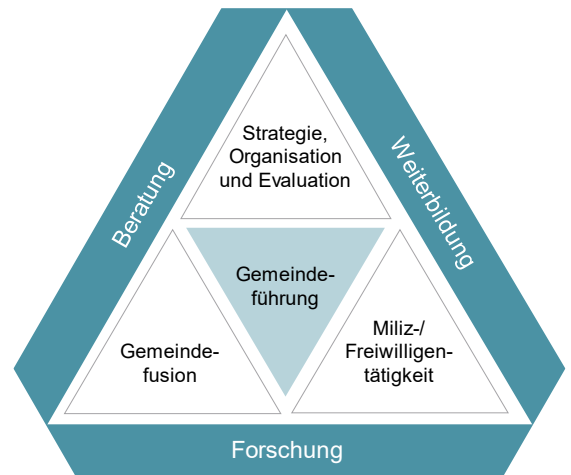 Strategie,
Organisation
und Evaluation
Beratung
Weiterbildung
Gemeinde-
führung
Gemeinde-
fusion
Miliz-/
Freiwilligen-
tätigkeit
Forschung